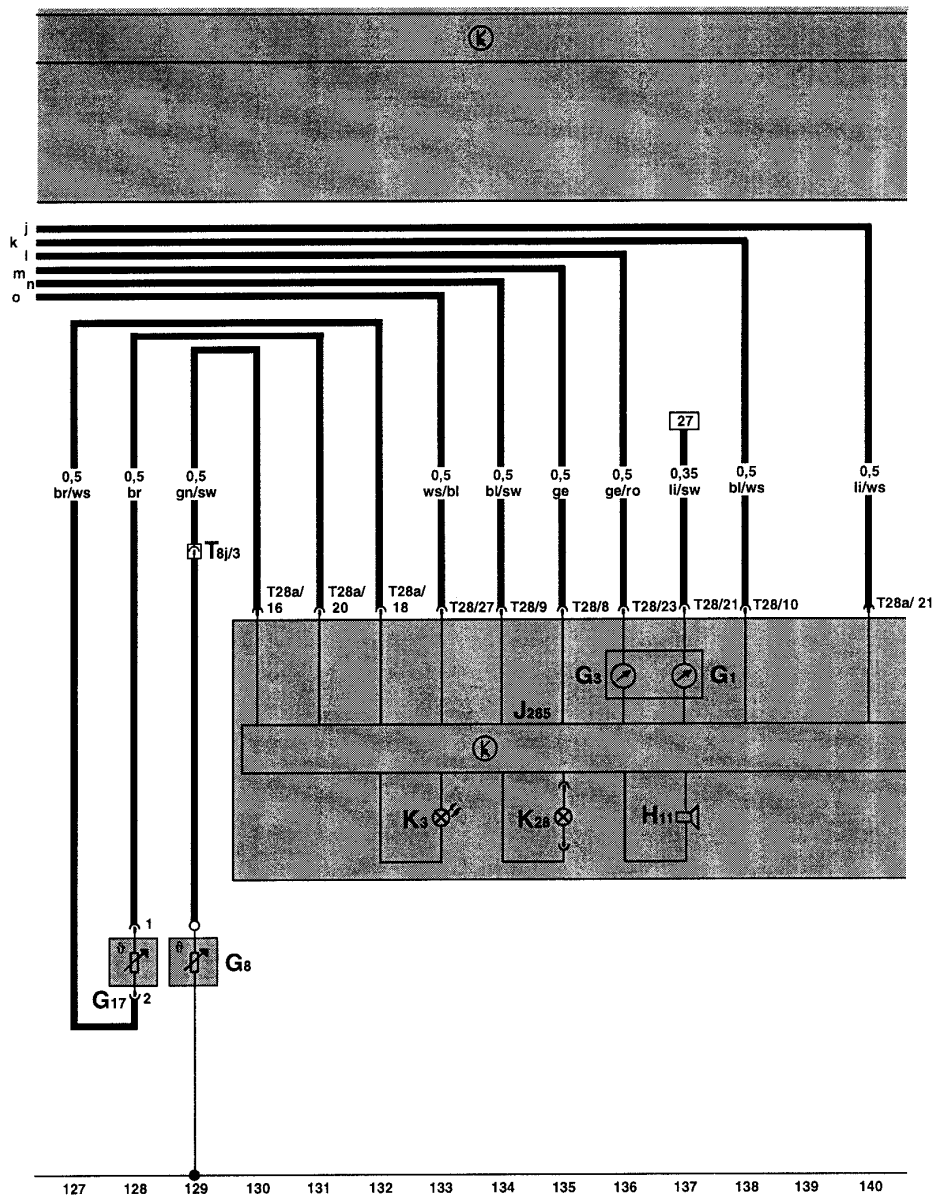 K
j
k
l
m
n
o
27
0,5 0,5 0,5 0,5 0,5 0,5 0,5 0,35 0,5 0,5
br/ws br gn/sw ws/bl bl/sw ge ge/ro li/sw bl/ws li/ws
T8j/3
T28a/ T28a/ T28a/
16 20 18 T28/27 T28/9 T28/8 T28/23 T28/21 T28/10 T28a/ 21
G3 G1
J285
K
K3 K28 H11
1
ϑ ϑ
G8
G17 2
127 128 129 130 131 132 133 134 135 136 137 138 139 140